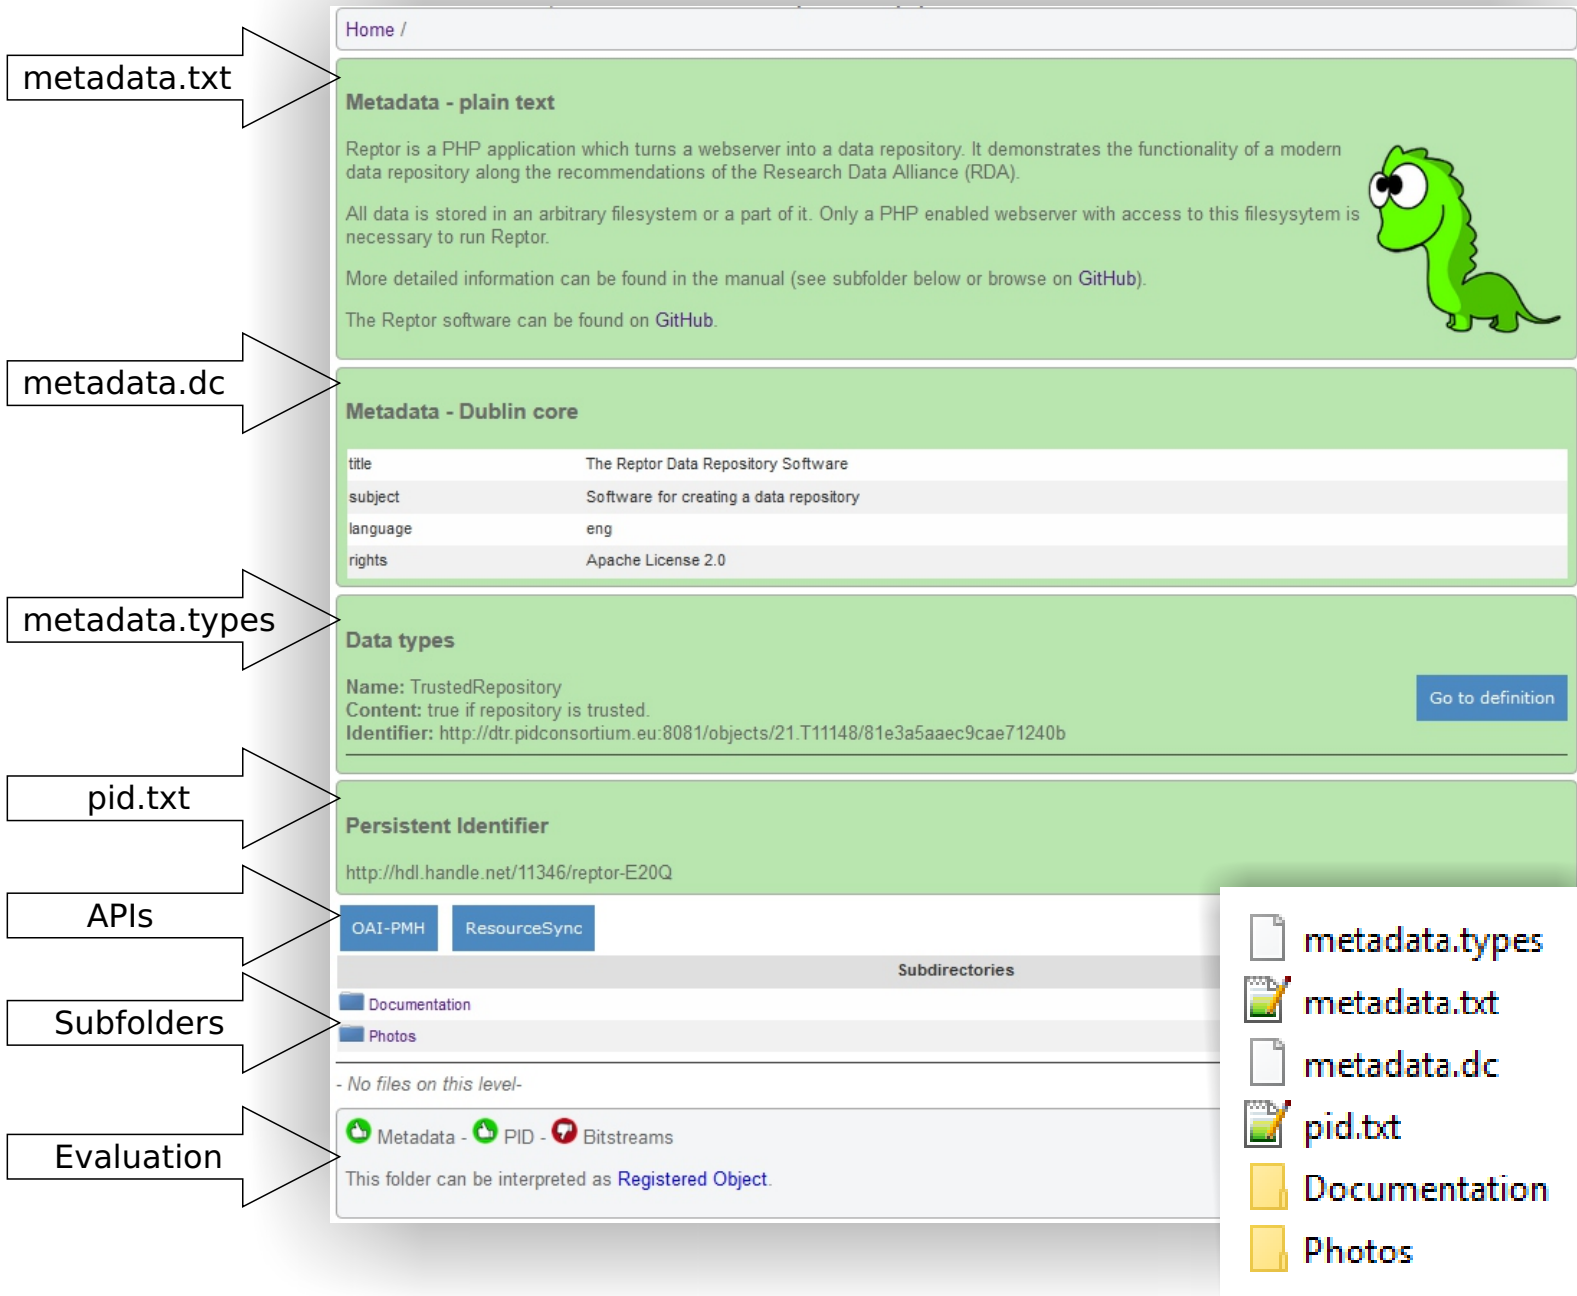 Home /
metadata.txt
Metadata - plain text
Reptor is a PHP application which turns a webserver into a data repository. It demonstrates the functionality of a modern
data repository along the recommendations of the Research Data Alliance (RDA).
All data is stored in an arbitrary filesystem or a part of it. Only a PHP enabled webserver with access to this filesysytem is
necessary to run Reptor.
More detailed information can be found in the manual (see subfolder below or browse on GitHub).
The Reptor software can be found on GitHub.
metadata.dc
Metadata - Dublin core
title The Reptor Data Repository Software
subject Software for creating a data repository
language eng
rights Apache License 2.0
metadata.types
Data types
Name: TrustedRepository
Content: true if repository is trusted.
Identifier: http://dtr.pidconsortium.eu:8081/objects/21.T11148/81e3a5aaec9cae71240b
Go to definition
pid.txt
Persistent Identifier
http://hdl.handle.net/11346/reptor-E20Q
APIs
OAI-PMH ResourceSync
Subdirectories
Subfolders
Documentation
Photos
- No files on this level-
Evaluation
Metadata - PID - Bitstreams
This folder can be interpreted as Registered Object.
metadata.types
metadata.txt
metadata.dc
pid.txt
Documentation
Photos